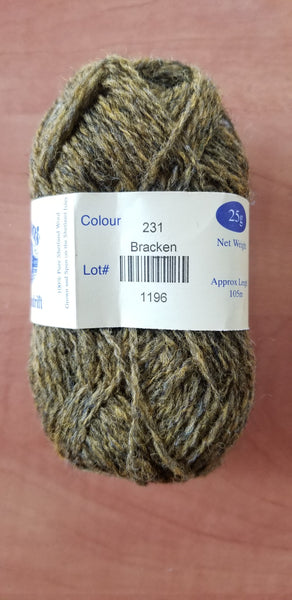 Colour
231
Bracken
Lot#
1196
25g
Net Weight
Approx Length
105m
100% Pure Shetland Wool